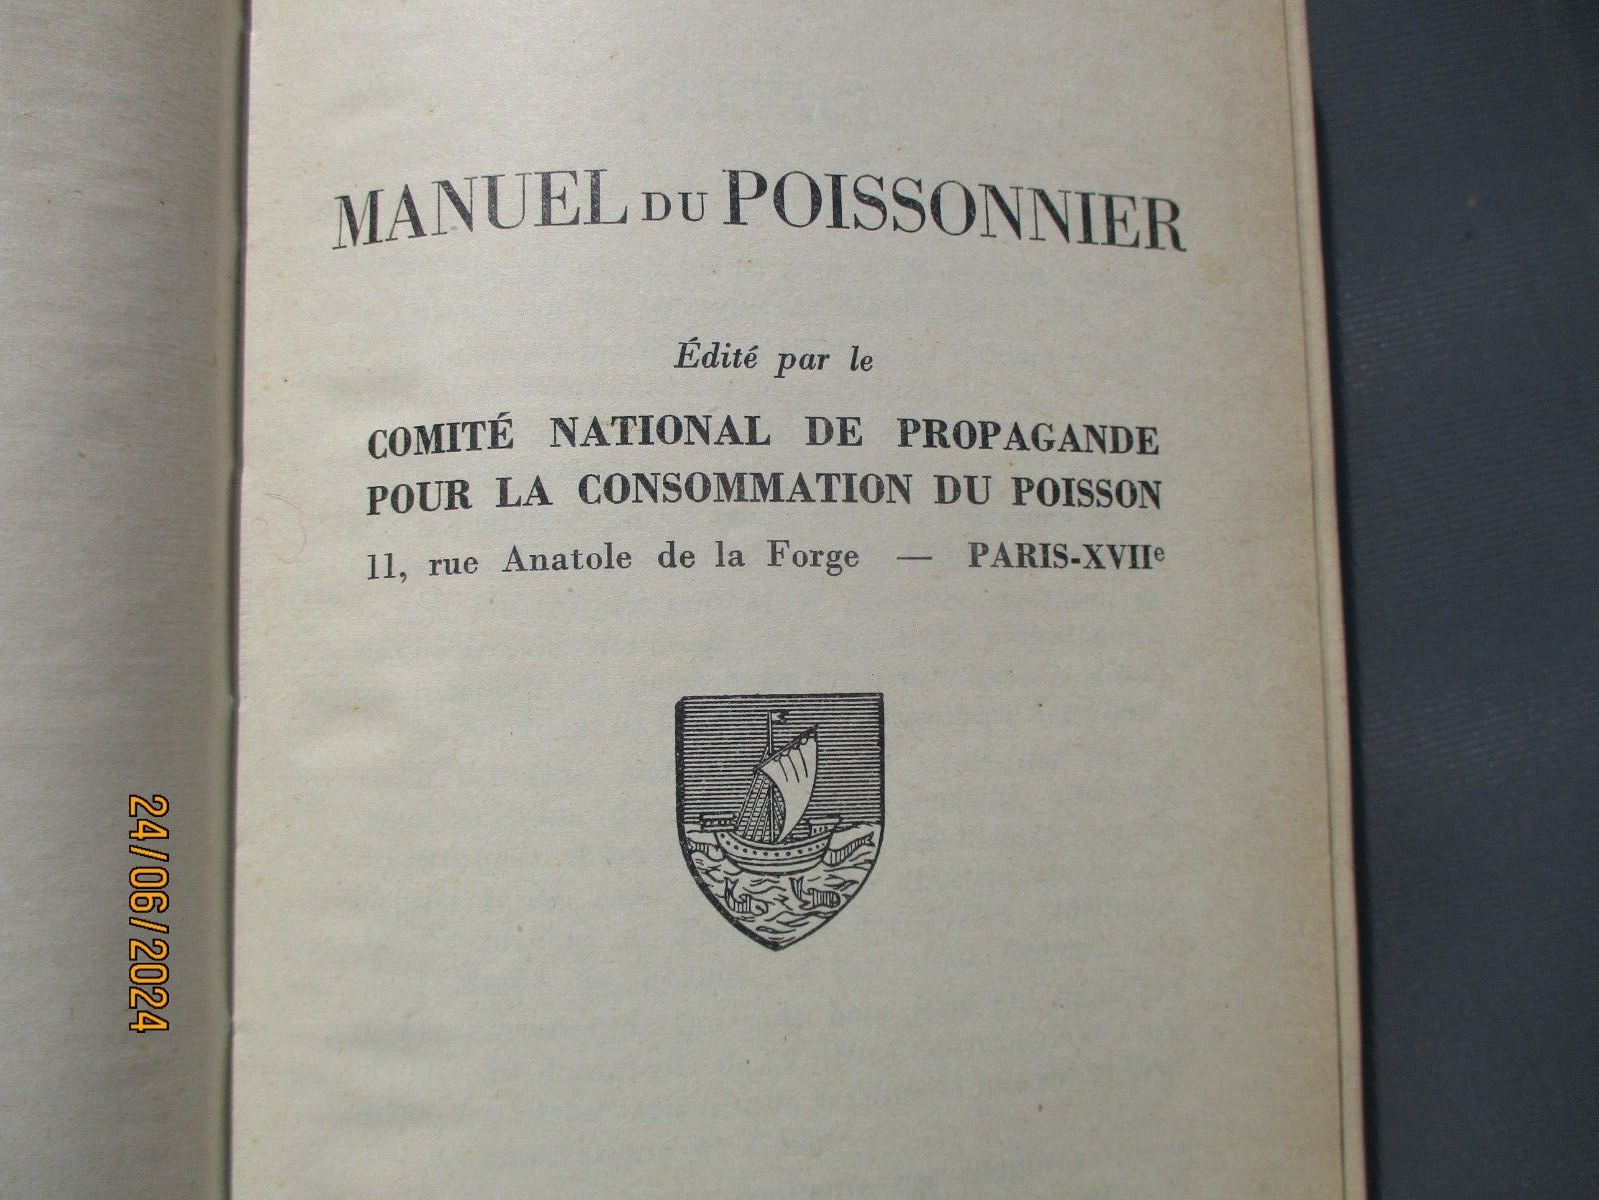 MANUEL DU POISSONNIER
Édité par le
COMITÉ NATIONAL DE PROPAGANDE
POUR LA CONSOMMATION DU POISSON
11, rue Anatole de la Forge — PARIS-XVIIe
24/06/2024